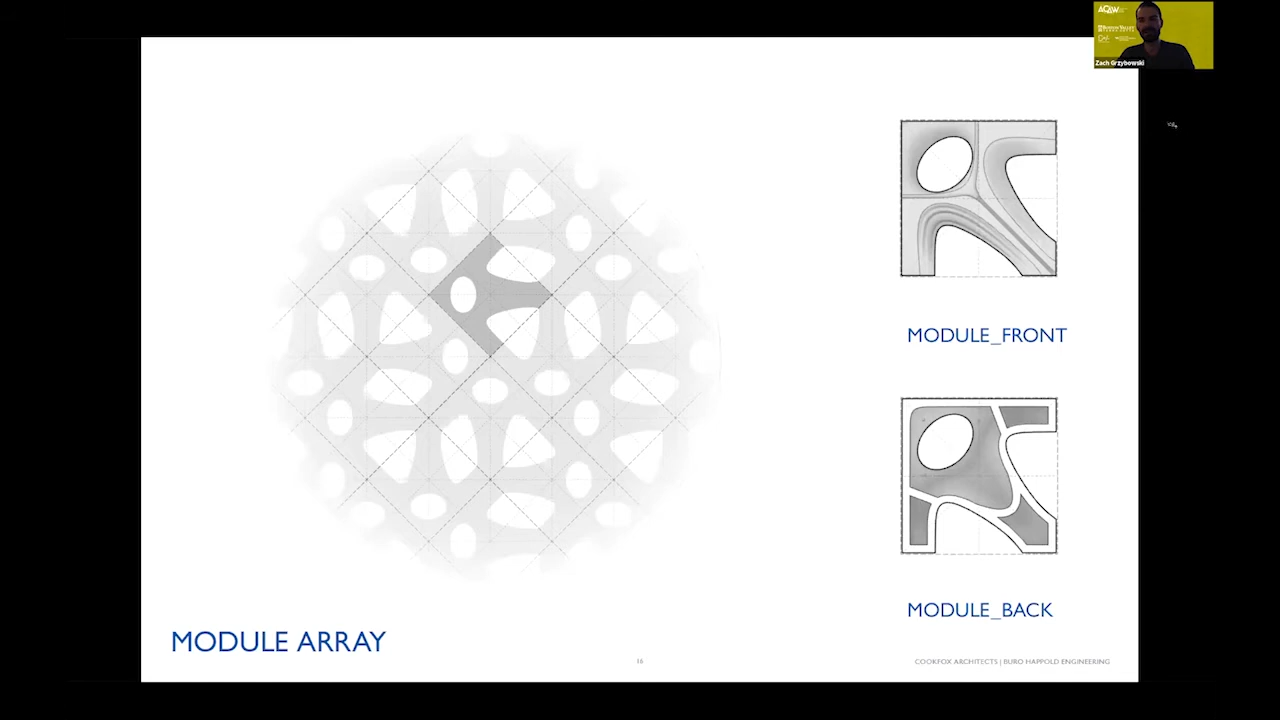 Zach Grzybowski
MODULE_FRONT
MODULE_BACK
MODULE ARRAY
16
COOKFOX ARCHITECTS | BURO HAPPOLD ENGINEERING